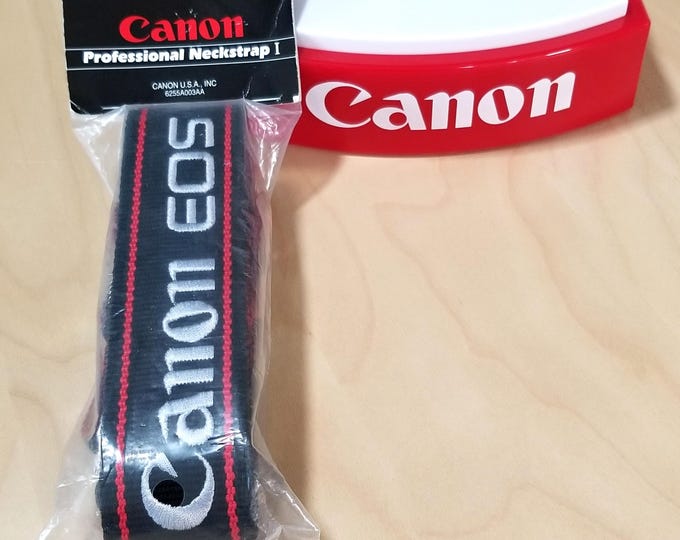 Canon
Professional Neckstrap I
CANON U.S.A., INC
6255A003AA
Canon EOS
Canon